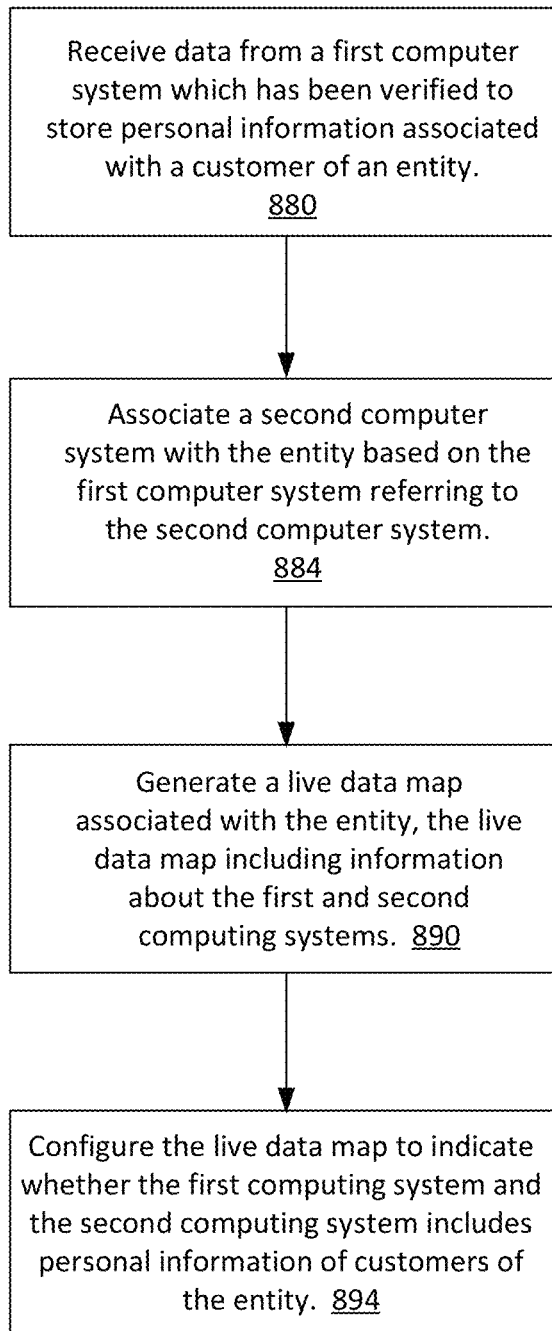 Receive data from a first computer
system which has been verified to
store personal information associated
with a customer of an entity.
880
Associate a second computer
system with the entity based on the
first computer system referring to
the second computer system.
884
Generate a live data map
associated with the entity, the live
data map including information
about the first and second
computing systems. 890
Configure the live data map to indicate
whether the first computing system and
the second computing system includes
personal information of customers of
the entity. 894